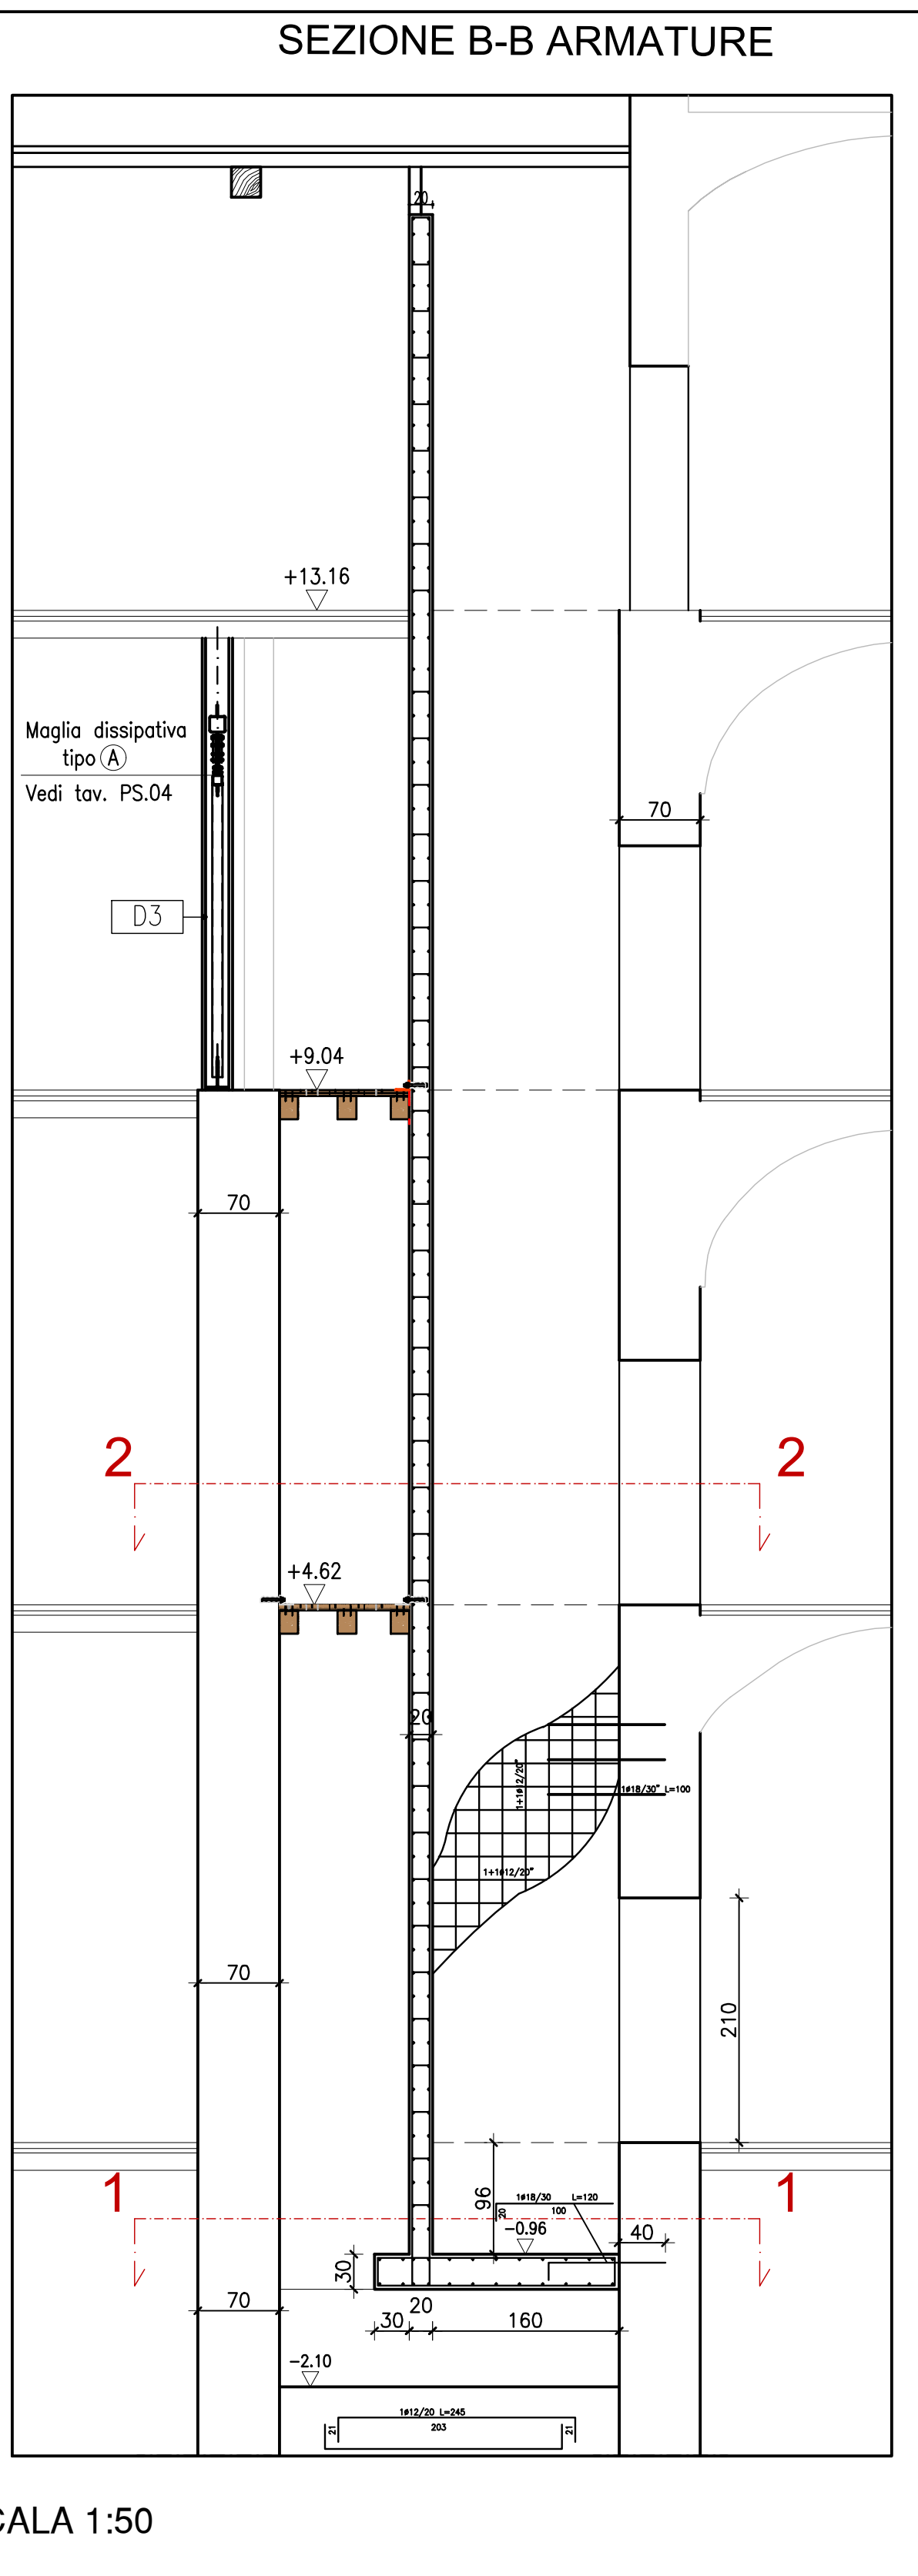 SEZIONE B-B ARMATURE
20
+13.16
Maglia dissipativa
tipo A
Vedi tav. PS.04
70
D3
+9.04
70
2 2
+4.62
20
1+1ø12/20"
1ø18/30" L=100
1+1ø12/20"
70
210
1 1
96
1ø18/30 L=120
20
100
-0.96
40
30
70
20
30
160
-2.10
1ø12/20 L=245
21
203
21
CALA 1:50